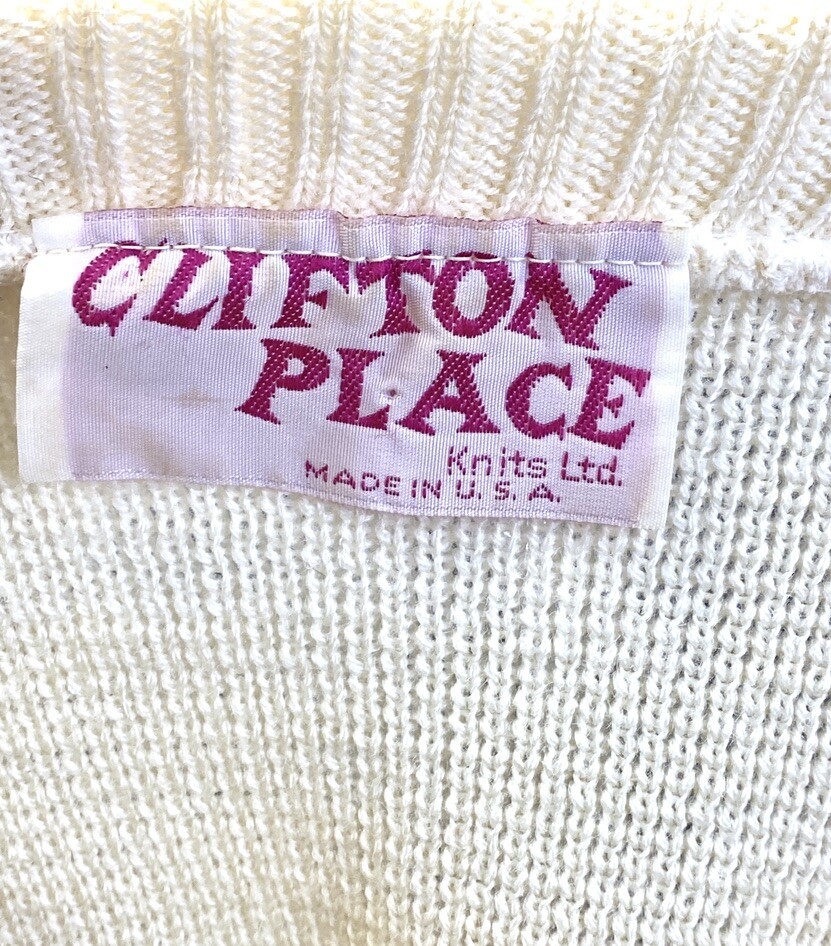 CLIFTON
PLACE
Knits Ltd.
MADE IN U.S.A.